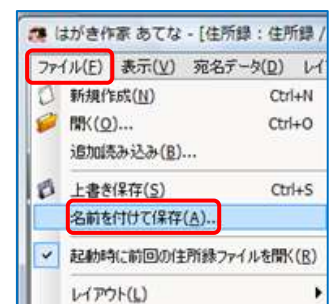 はがき作家 あてな - [住所録 : 住所録 /
ファイル(F) 表示(V) 宛名データ(D) レイ
新規作成(N) Ctrl+N
開く(O)... Ctrl+O
追加読み込み(B)...
上書き保存(S) Ctrl+S
名前を付けて保存(A)...
起動時に前回の住所録ファイルを開く(R)
レイアウト(L)